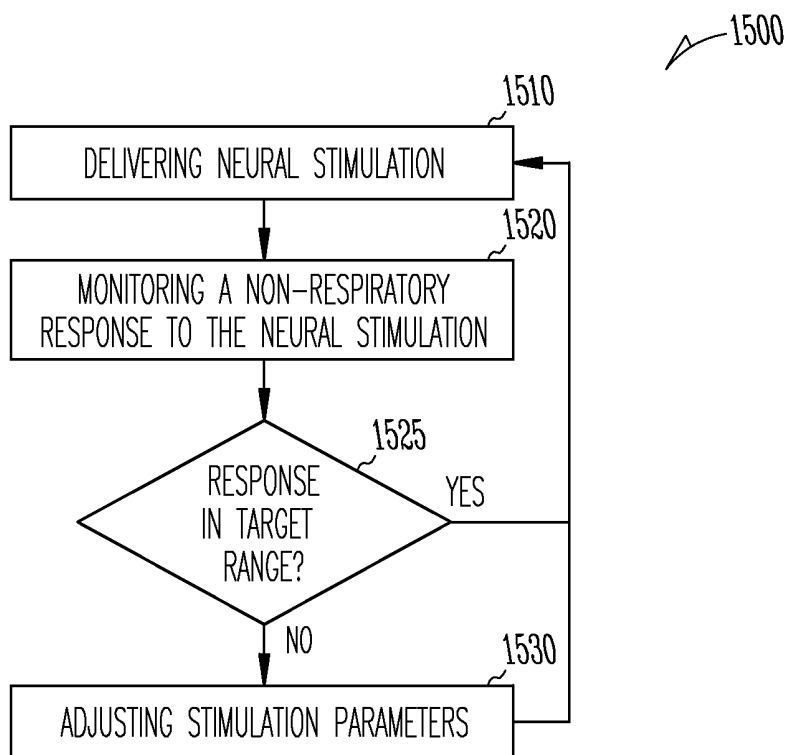 1500
1510
DELIVERING NEURAL STIMULATION
1520
MONITORING A NON-RESPIRATORY
RESPONSE TO THE NEURAL STIMULATION
1525
RESPONSE
IN TARGET
RANGE?
YES
NO
1530
ADJUSTING STIMULATION PARAMETERS